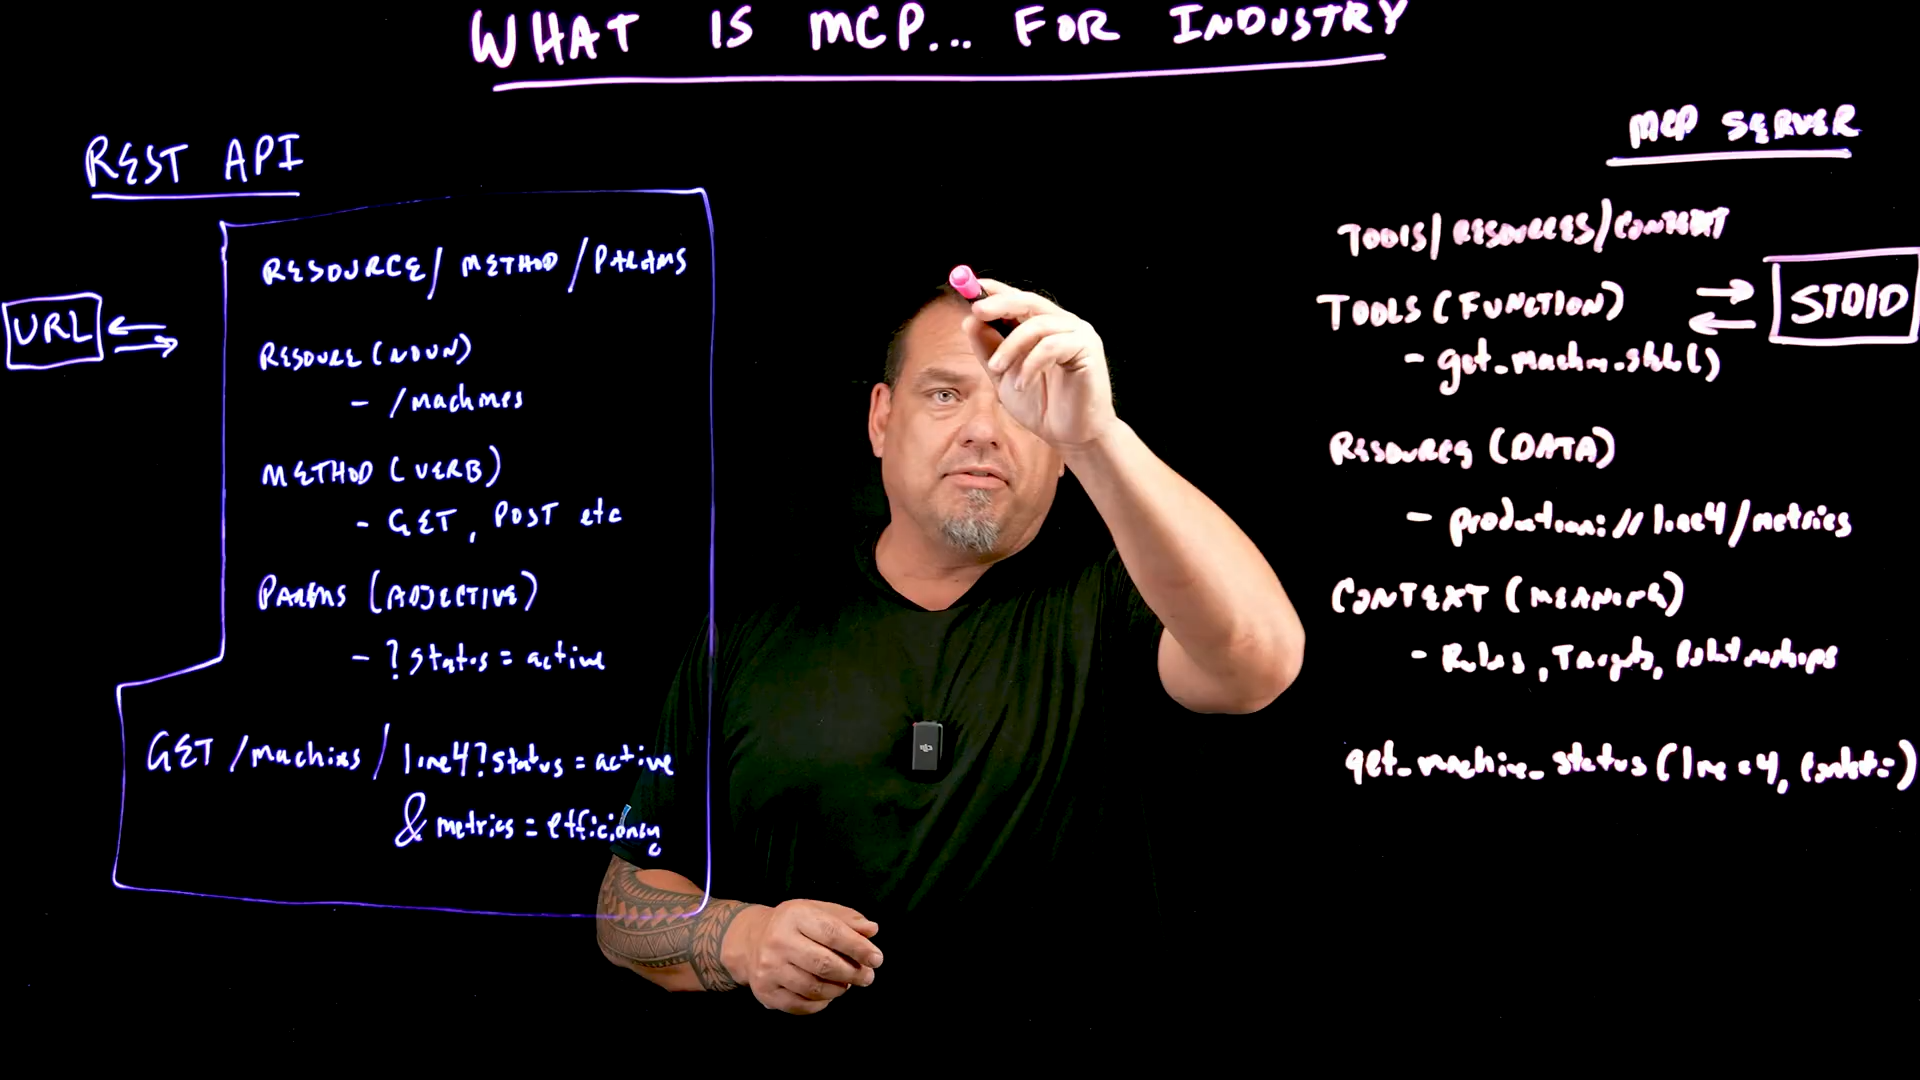 WHAT IS MCP... FOR INDUSTRY
REST API
URL
RESOURCE/ METHOD / PARAMS
RESOURE (NOUN)
- /machines
METHOD (VERB)
- GET, POST etc
PARAMS (ADJECTIVE)
- ?status = active
GET /machines / line4?status = active
& metrics = efficiency
MCP SERVER
TOOLS/RESOURCES/CONTEXT
TOOLS (FUNCTION)
STDIO
RESOURCES (DATA)
- production://line4/metrics
CONTEXT (MEANING)
- Rules, Targets, Relationships
get_machine_status (line=4,